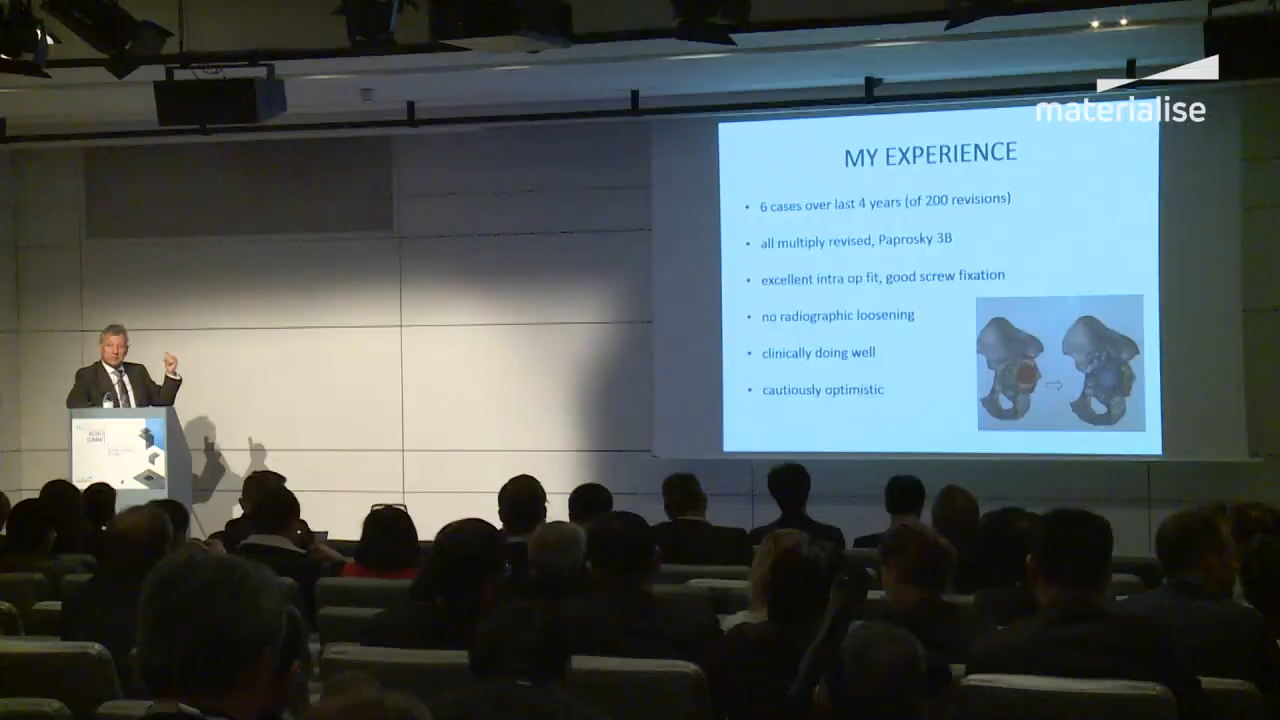 materialise
MY EXPERIENCE
• 6 cases over last 4 years (of 200 revisions)
• all multiply revised, Paprosky 3B
• excellent intra op fit, good screw fixation
• no radiographic loosening
• clinically doing well
• cautiously optimistic